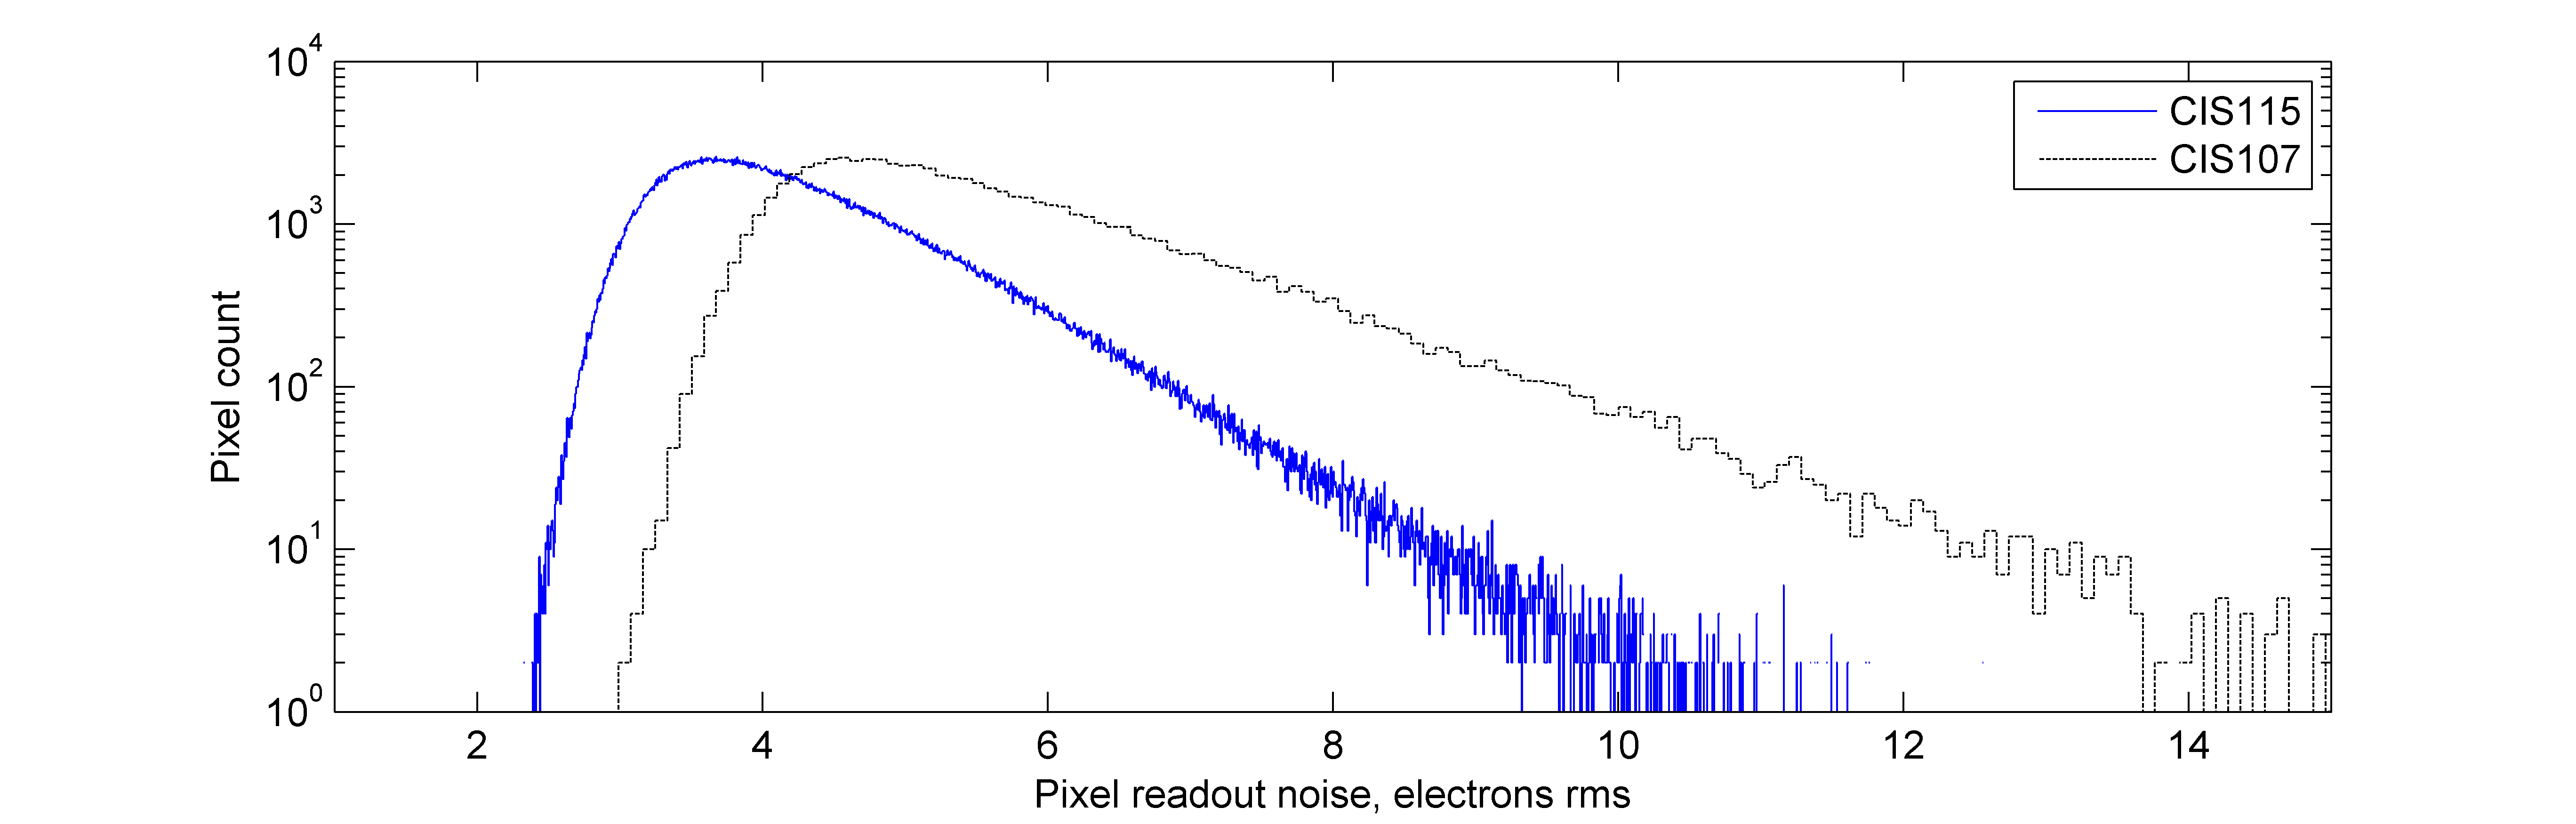 10^4
10^3
10^2
10^1
10^0
Pixel count
CIS115
CIS107
2 4 6 8 10 12 14
Pixel readout noise, electrons rms